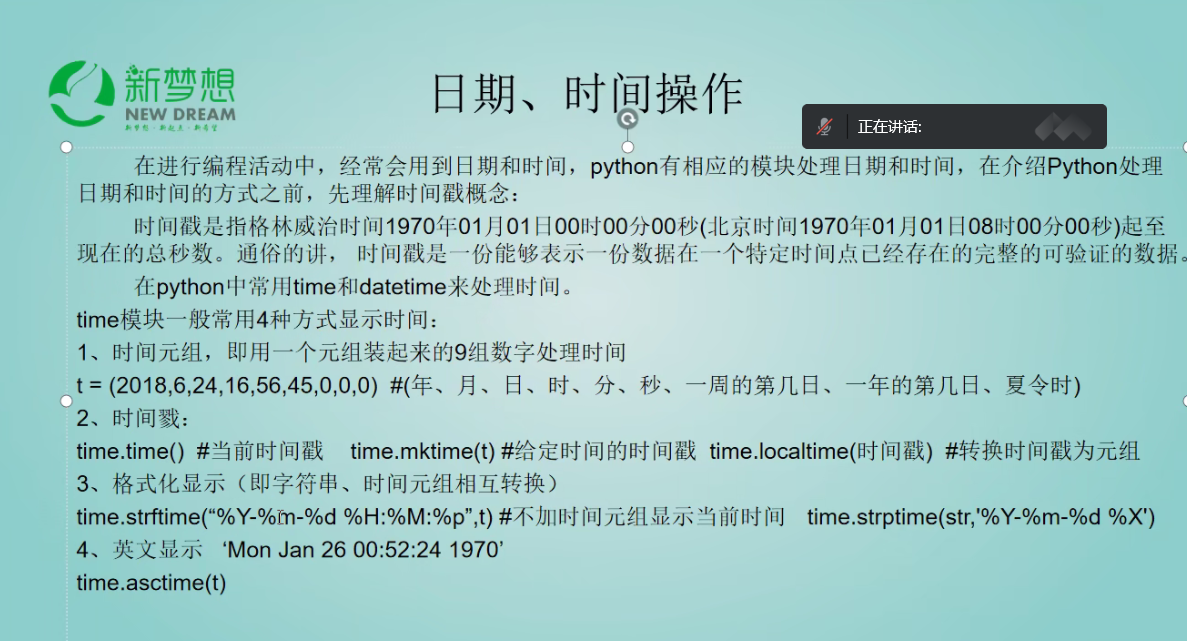 新梦想
NEW DREAM
新梦想·新起点·新希望
日期、时间操作
正在讲话:
在进行编程活动中，经常会用到日期和时间，python有相应的模块处理日期和时间，在介绍Python处理
日期和时间的方式之前，先理解时间戳概念：
时间戳是指格林威治时间1970年01月01日00时00分00秒(北京时间1970年01月01日08时00分00秒)起至
现在的总秒数。通俗的讲， 时间戳是一份能够表示一份数据在一个特定时间点已经存在的完整的可验证的数据。
在python中常用time和datetime来处理时间。
time模块一般常用4种方式显示时间：
1、时间元组，即用一个元组装起来的9组数字处理时间
t = (2018,6,24,16,56,45,0,0,0)  #(年、月、日、时、分、秒、一周的第几日、一年的第几日、夏令时)
2、时间戳：
time.time()  #当前时间戳    time.mktime(t) #给定时间的时间戳  time.localtime(时间戳)  #转换时间戳为元组
3、格式化显示（即字符串、时间元组相互转换）
time.strftime(“%Y-%m-%d %H:%M:%p”,t) #不加时间元组显示当前时间   time.strptime(str,'%Y-%m-%d %X')
4、英文显示   ‘Mon Jan 26 00:52:24 1970’
time.asctime(t)